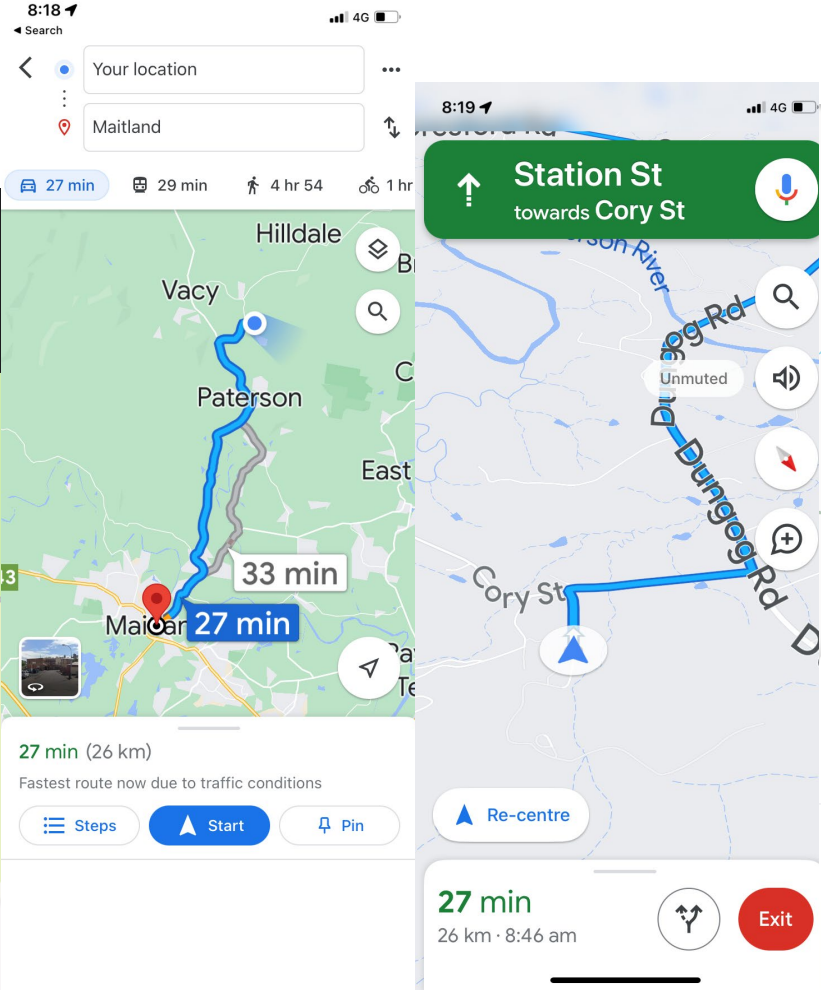 8:18
4G
Search
Your location
Maitland
27 min
29 min
4 hr 54
1 hr
Hilldale
Vacy
Paterson
East
33 min
27 min
27 min (26 km)
Fastest route now due to traffic conditions
Steps
Start
Pin
8:19
4G
Station St
towards Cory St
River
Dungog Rd
Unmuted
Dungog Rd
Cory St
Re-centre
27 min
26 km · 8:46 am
Exit